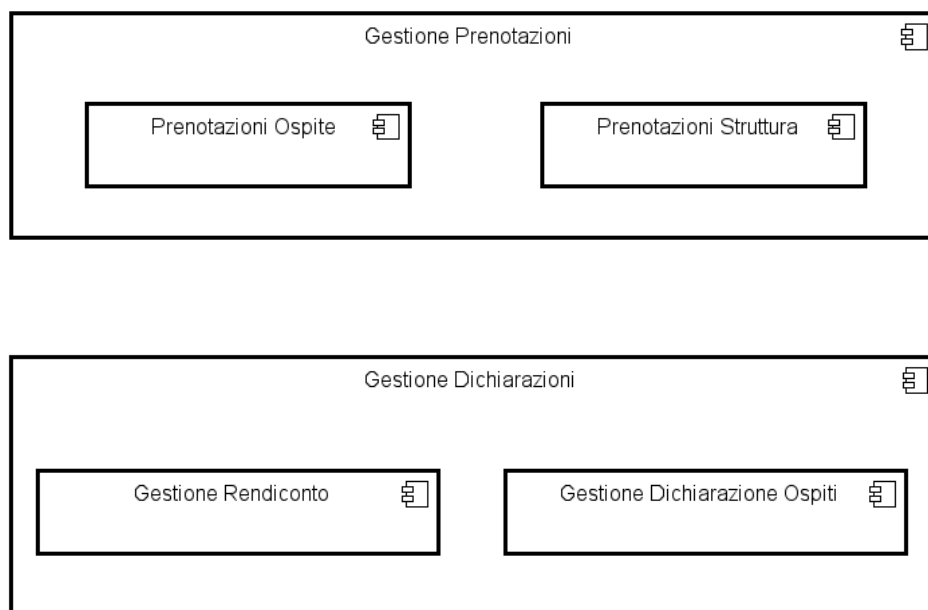 Gestione Prenotazioni
Prenotazioni Ospite
Prenotazioni Struttura
Gestione Dichiarazioni
Gestione Rendiconto
Gestione Dichiarazione Ospiti